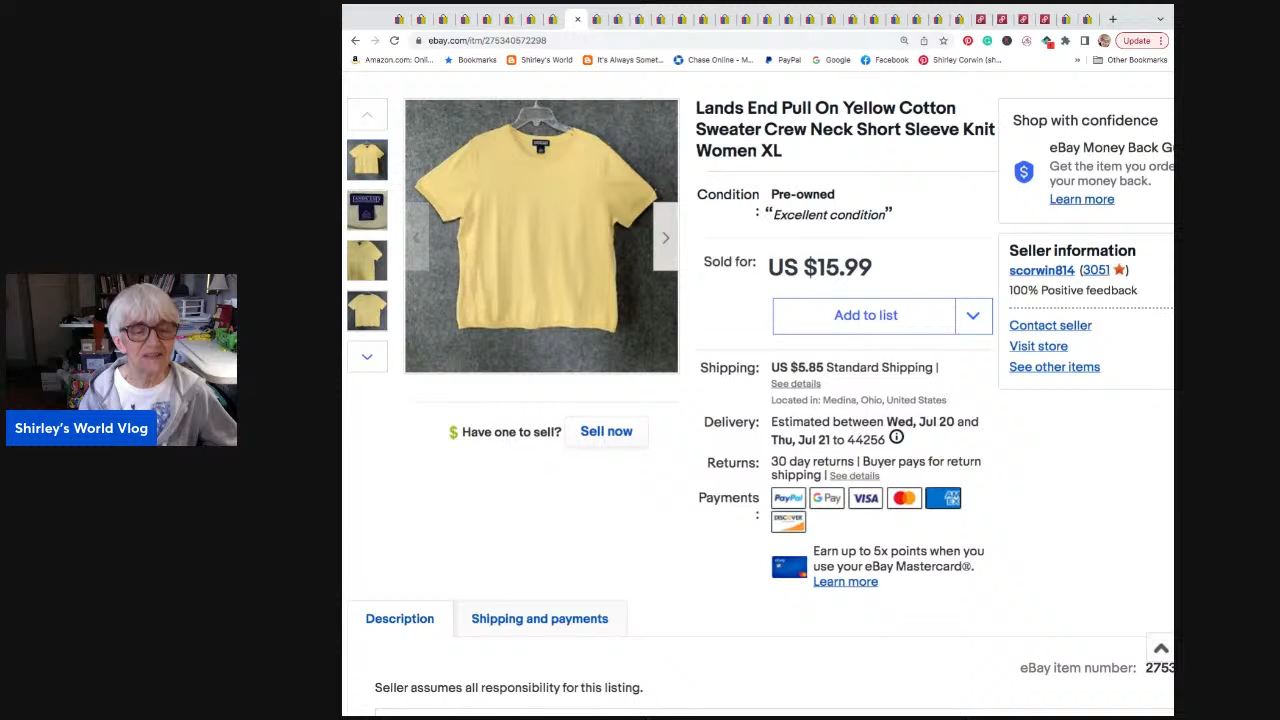 Update
ebay.com/itm/275340572298
Amazon.com: Onli...
Bookmarks
Shirley's World
It's Always Somet...
Chase Online - M...
PayPal
Google
Facebook
Shirley Corwin (sh...
»
Other Bookmarks
Lands End Pull On Yellow Cotton
Sweater Crew Neck Short Sleeve Knit
Women XL
Condition
:
Pre-owned
“Excellent condition”
Sold for:
US $15.99
Add to list
Shipping:
US $5.85 Standard Shipping |
See details
Located in: Medina, Ohio, United States
Delivery:
Estimated between Wed, Jul 20 and
Thu, Jul 21 to 44256
Returns:
30 day returns | Buyer pays for return
shipping | See details
Payments
:
PayPal
G Pay
VISA
AM
EX
DISCOVER
Earn up to 5x points when you
use your eBay Mastercard®.
Learn more
Have one to sell?
Sell now
Shop with confidence
eBay Money Back G
Get the item you orde
your money back.
Learn more
Seller information
scorwin814 (3051)
100% Positive feedback
Contact seller
Visit store
See other items
Shirley's World Vlog
Description
Shipping and payments
eBay item number: 2753
Seller assumes all responsibility for this listing.